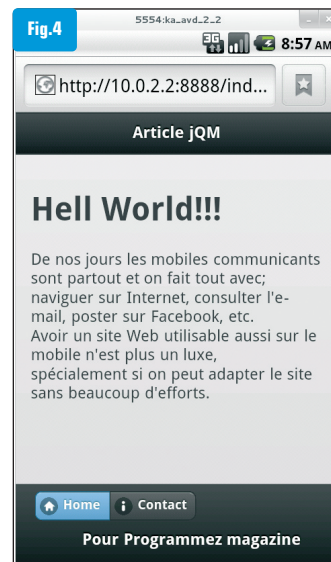 Fig.4
5554:ka_avd_2_2
3G 8:57 AM
http://10.0.2.2:8888/ind...
Article jQM
Hell World!!!
De nos jours les mobiles communicants
sont partout et on fait tout avec;
naviguer sur Internet, consulter l'e-
mail, poster sur Facebook, etc.
Avoir un site Web utilisable aussi sur le
mobile n'est plus un luxe,
spécialement si on peut adapter le site
sans beaucoup d'efforts.
Home Contact
Pour Programmez magazine